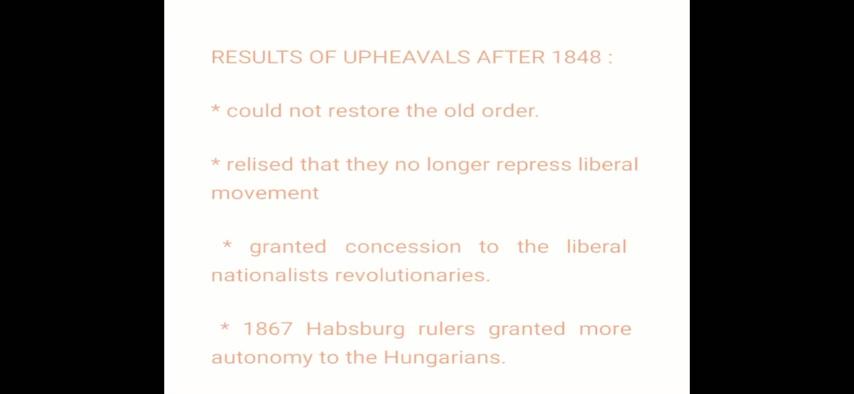 RESULTS OF UPHEAVALS AFTER 1848 :
* could not restore the old order.
* relised that they no longer repress liberal
movement
* granted concession to the liberal
nationalists revolutionaries.
* 1867 Habsburg rulers granted more
autonomy to the Hungarians.